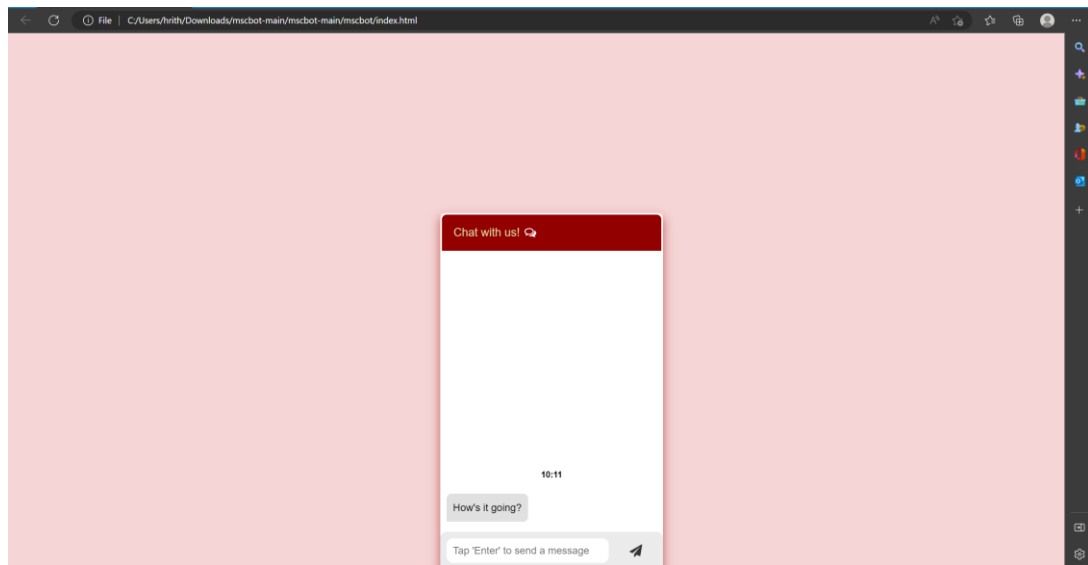 File | C:/Users/hrith/Downloads/mscbot-main/mscbot-main/mscbot/index.html
Chat with us!
10:11
How's it going?
Tap 'Enter' to send a message